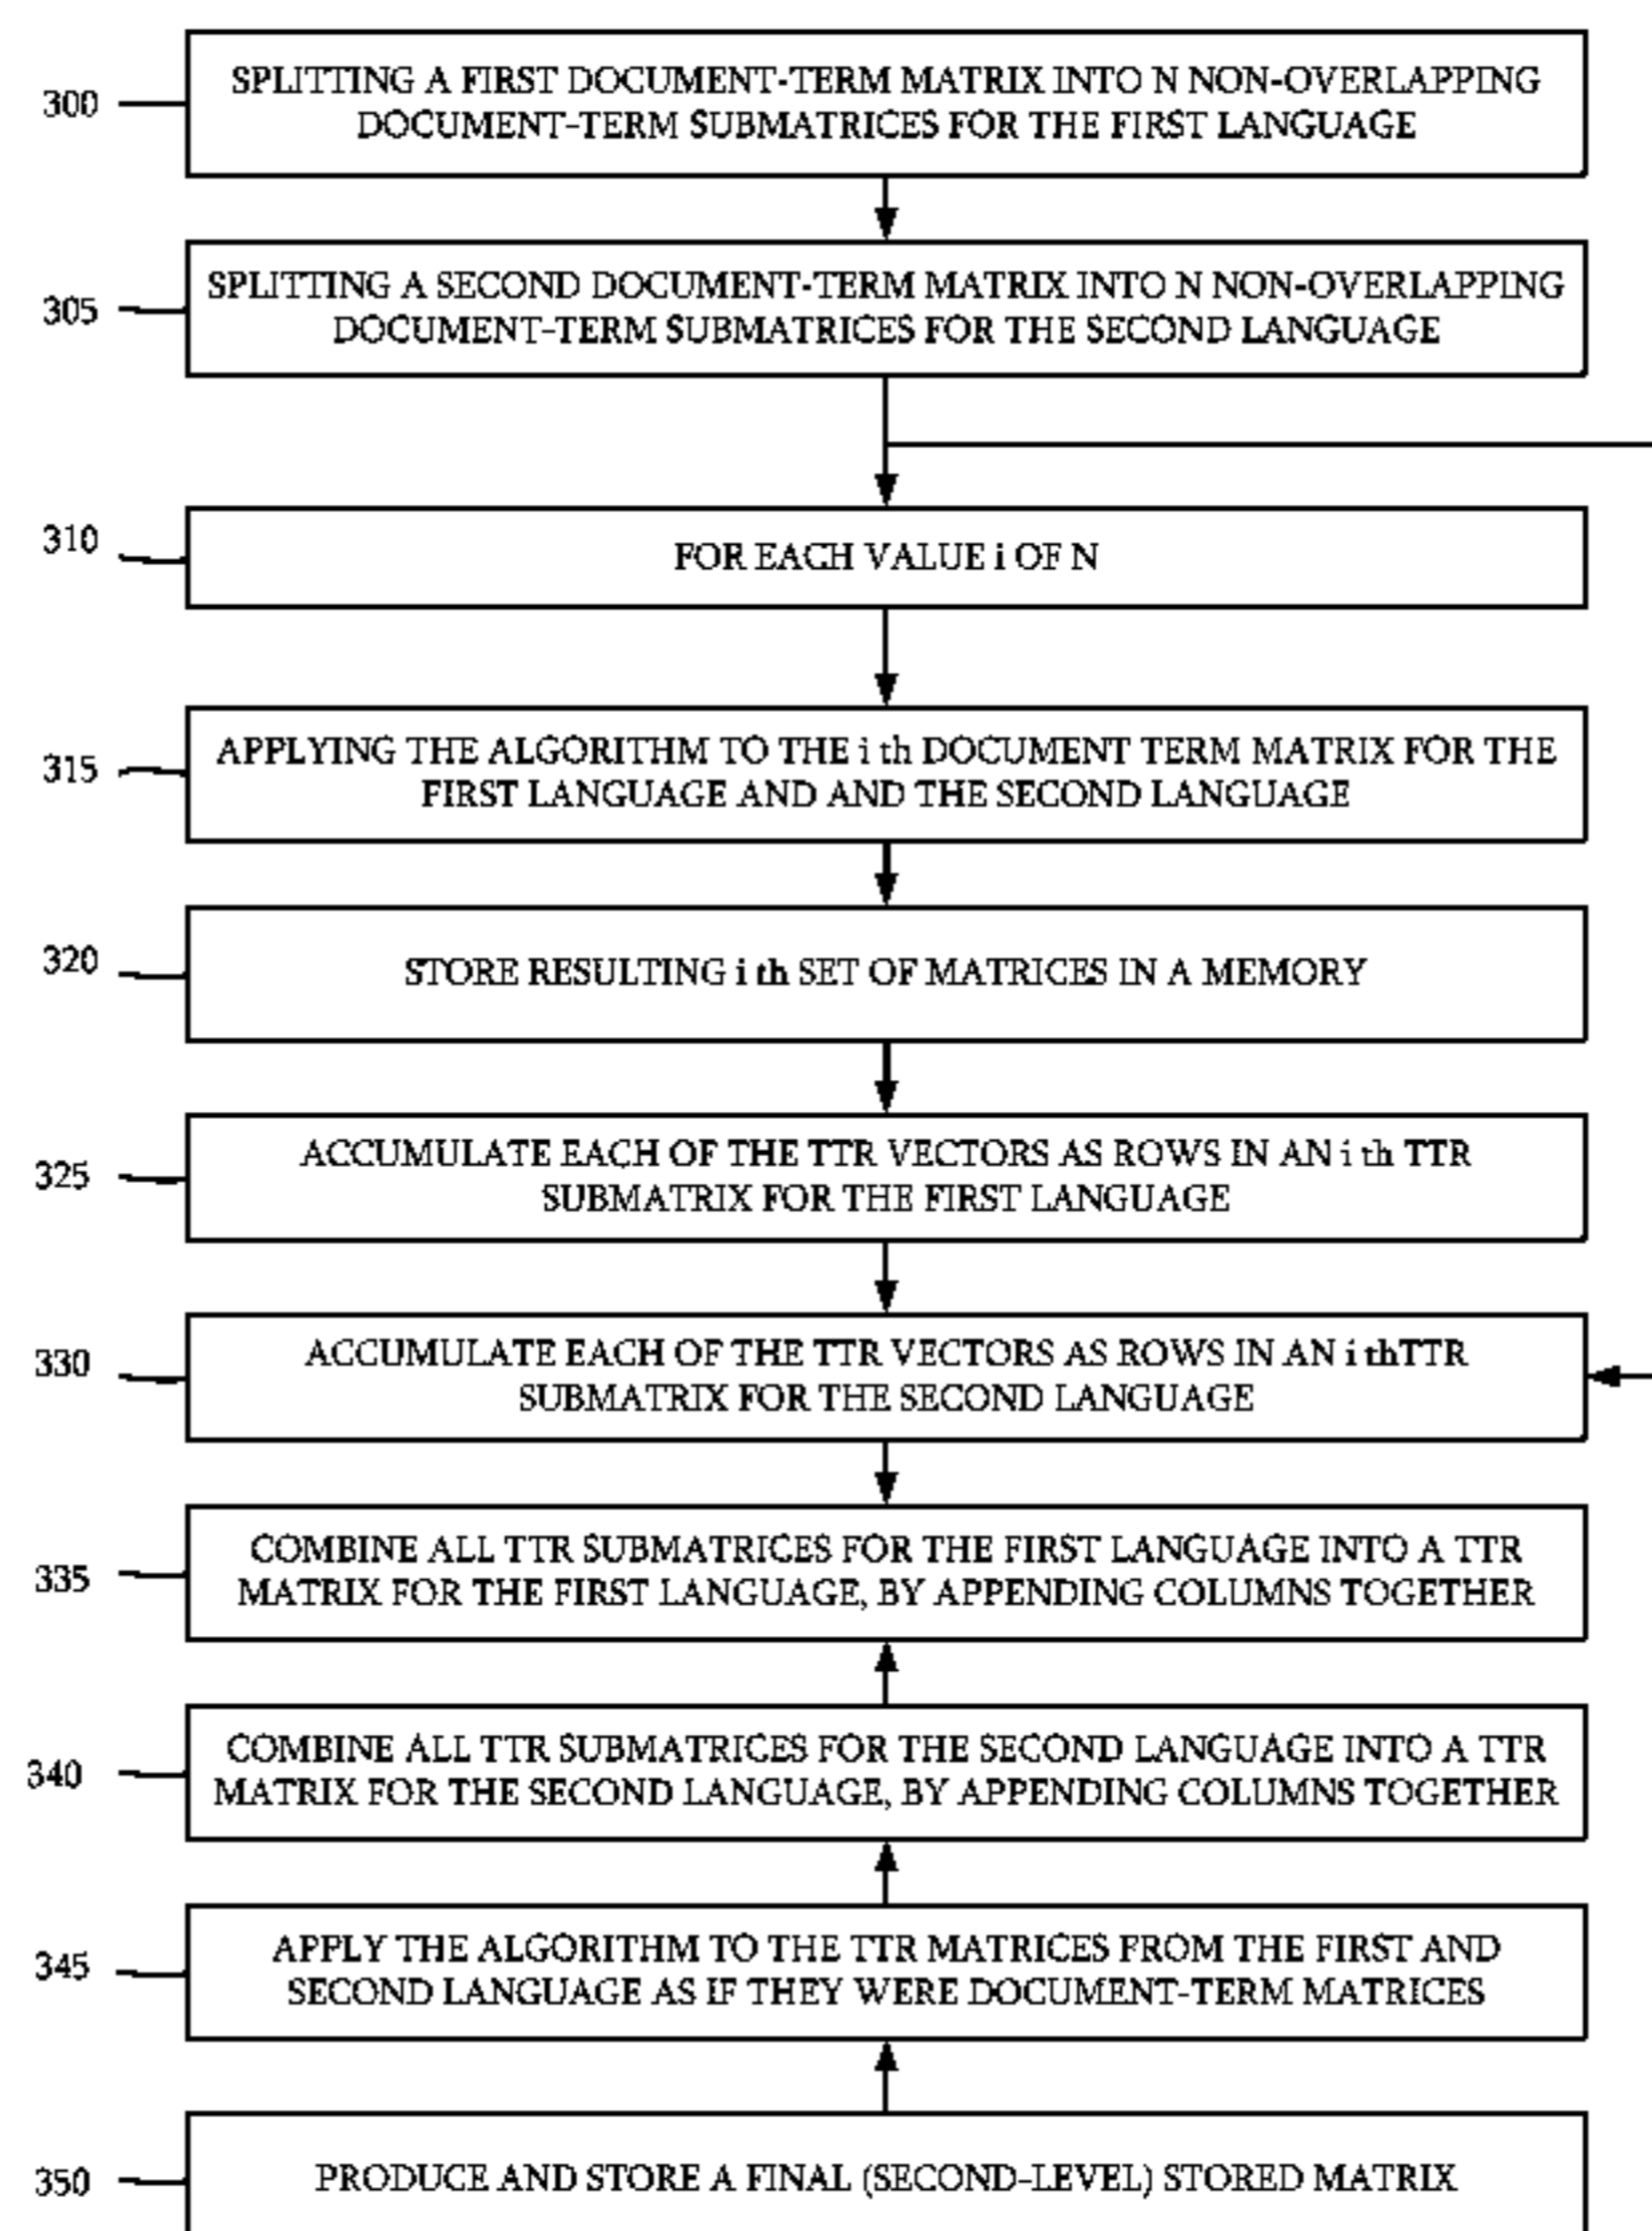 300
SPLITTING A FIRST DOCUMENT-TERM MATRIX INTO N NON-OVERLAPPING
DOCUMENT-TERM SUBMATRICES FOR THE FIRST LANGUAGE
305
SPLITTING A SECOND DOCUMENT-TERM MATRIX INTO N NON-OVERLAPPING
DOCUMENT-TERM SUBMATRICES FOR THE SECOND LANGUAGE
310
FOR EACH VALUE i OF N
315
APPLYING THE ALGORITHM TO THE i th DOCUMENT TERM MATRIX FOR THE
FIRST LANGUAGE AND AND THE SECOND LANGUAGE
320
STORE RESULTING i th SET OF MATRICES IN A MEMORY
325
ACCUMULATE EACH OF THE TTR VECTORS AS ROWS IN AN i th TTR
SUBMATRIX FOR THE FIRST LANGUAGE
330
ACCUMULATE EACH OF THE TTR VECTORS AS ROWS IN AN i thTTR
SUBMATRIX FOR THE SECOND LANGUAGE
335
COMBINE ALL TTR SUBMATRICES FOR THE FIRST LANGUAGE INTO A TTR
MATRIX FOR THE FIRST LANGUAGE, BY APPENDING COLUMNS TOGETHER
340
COMBINE ALL TTR SUBMATRICES FOR THE SECOND LANGUAGE INTO A TTR
MATRIX FOR THE SECOND LANGUAGE, BY APPENDING COLUMNS TOGETHER
345
APPLY THE ALGORITHM TO THE TTR MATRICES FROM THE FIRST AND
SECOND LANGUAGE AS IF THEY WERE DOCUMENT-TERM MATRICES
350
PRODUCE AND STORE A FINAL (SECOND-LEVEL) STORED MATRIX